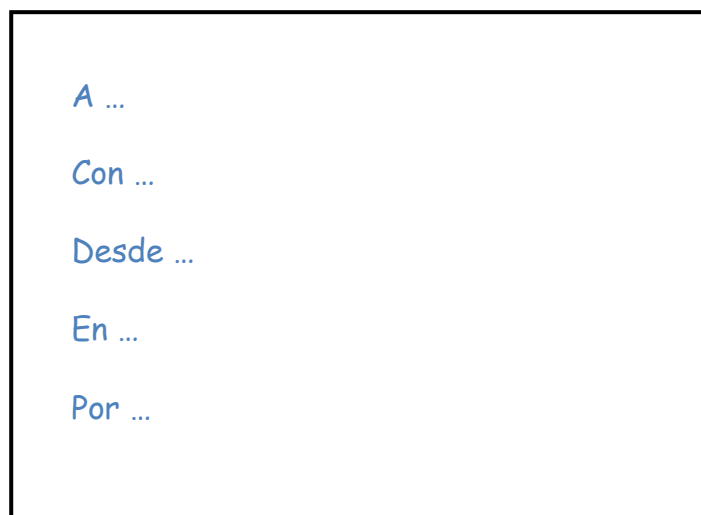 A …
Con …
Desde …
En …
Por …